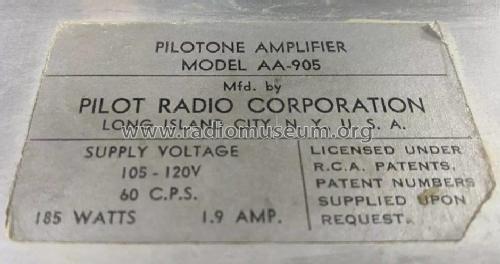 PILOTONE AMPLIFIER
MODEL AA-905
Mfd. by
PILOT RADIO CORPORATION
LONG ISLAND CITY, N. Y., U. S. A.
www.radiomuseum.org
SUPPLY VOLTAGE
105 - 120V
60 C.P.S.
185 WATTS 1.9 AMP.
LICENSED UNDER
R.C.A. PATENTS.
PATENT NUMBERS
SUPPLIED UPON
REQUEST.